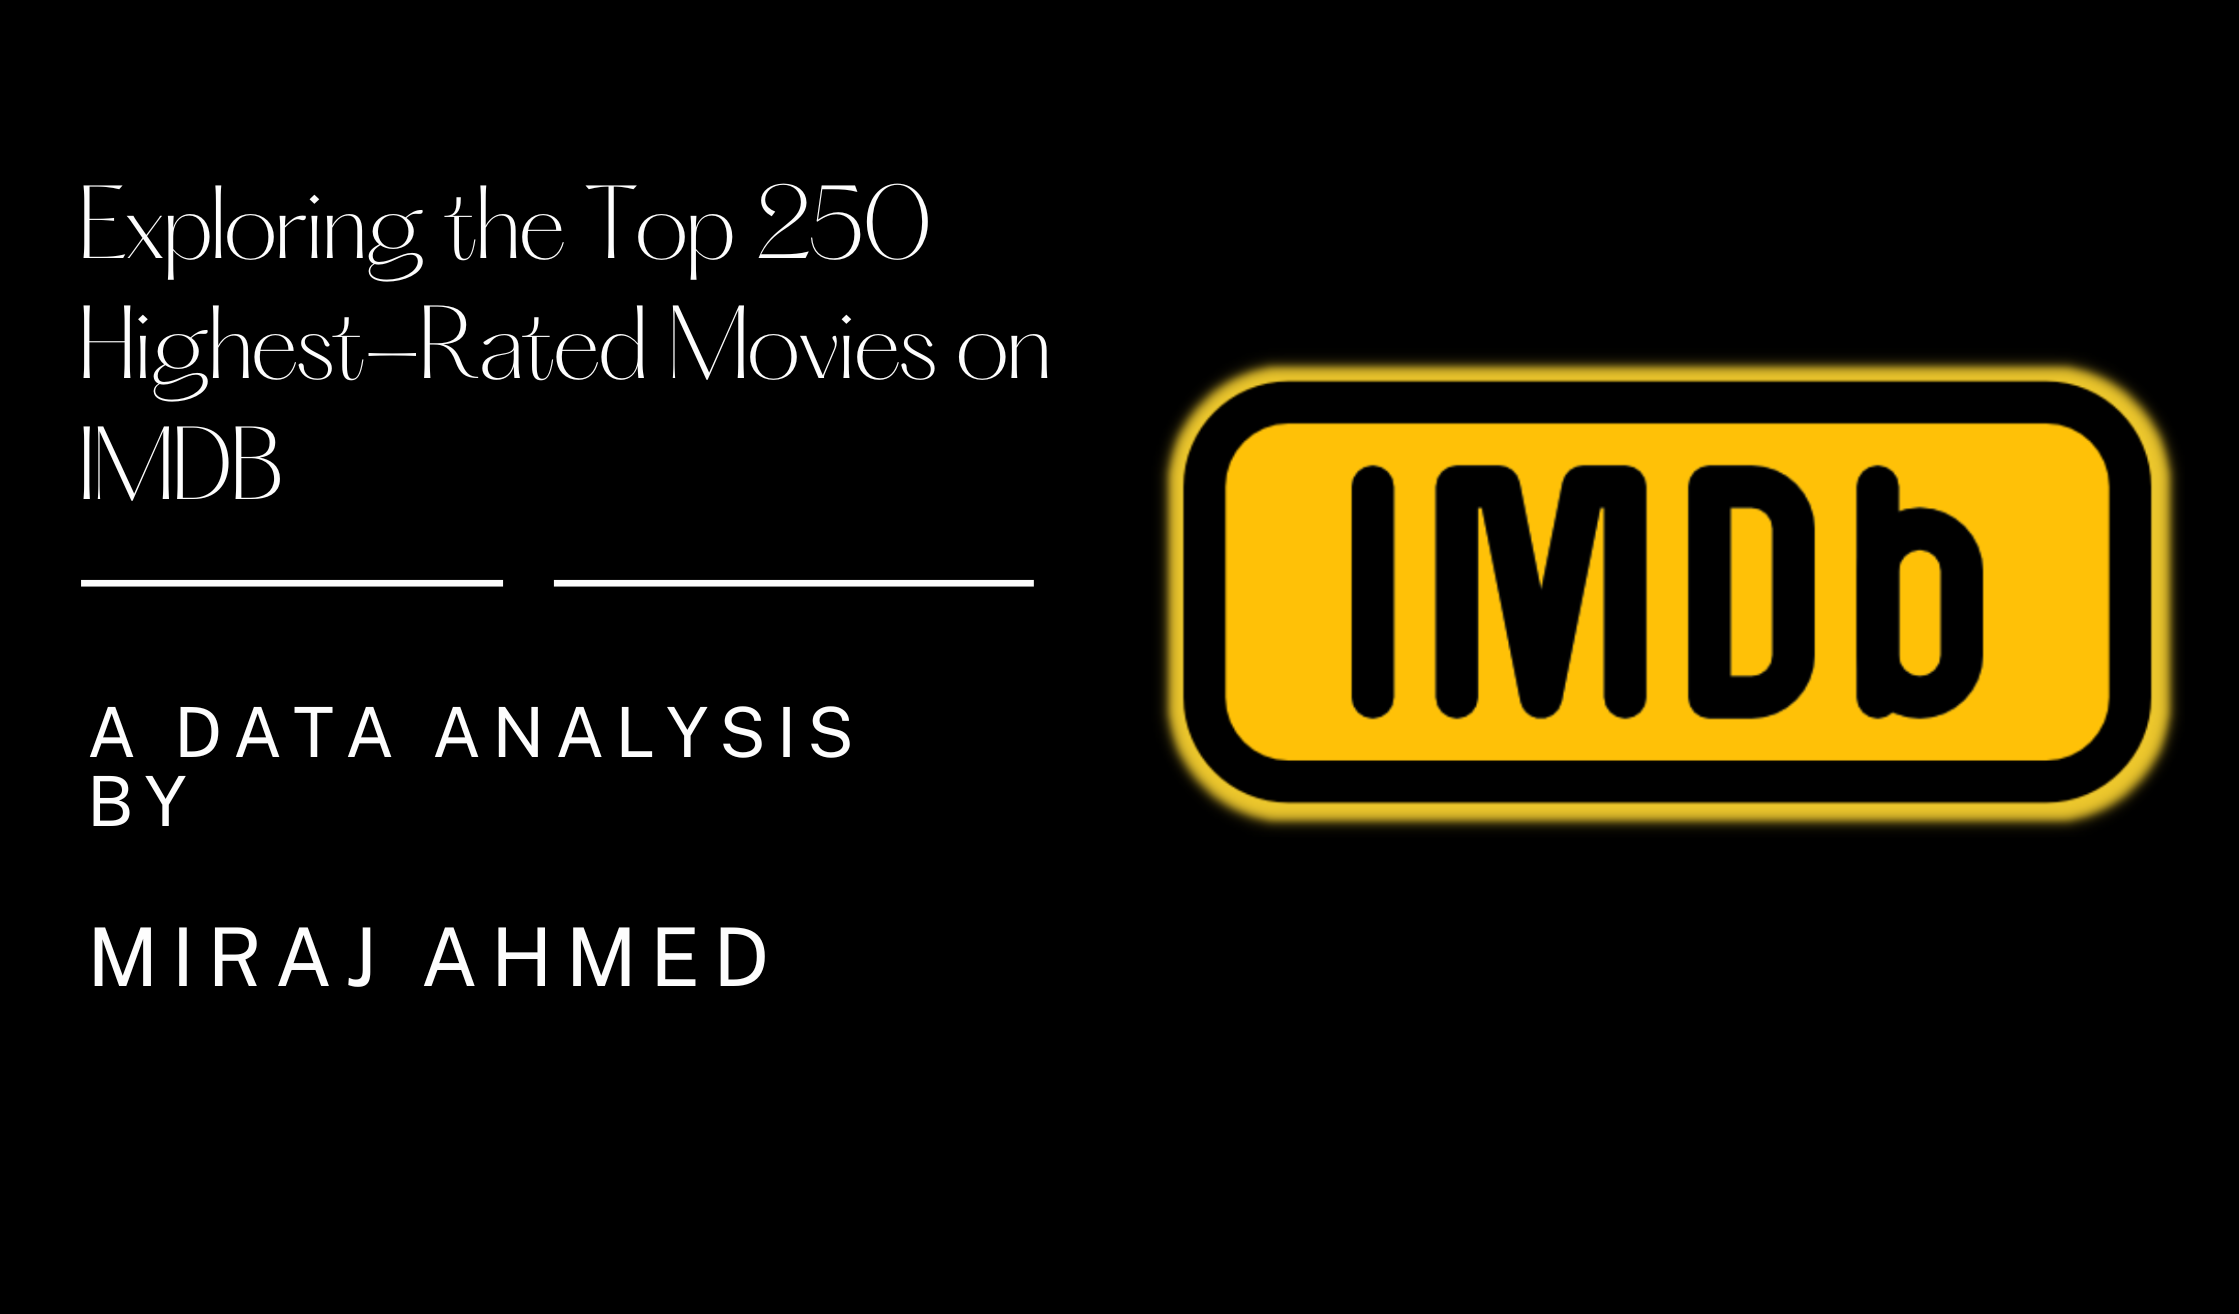 Exploring the Top 250
Highest-Rated Movies on
IMDB
A DATA ANALYSIS
BY
MIRAJ AHMED
IMDb